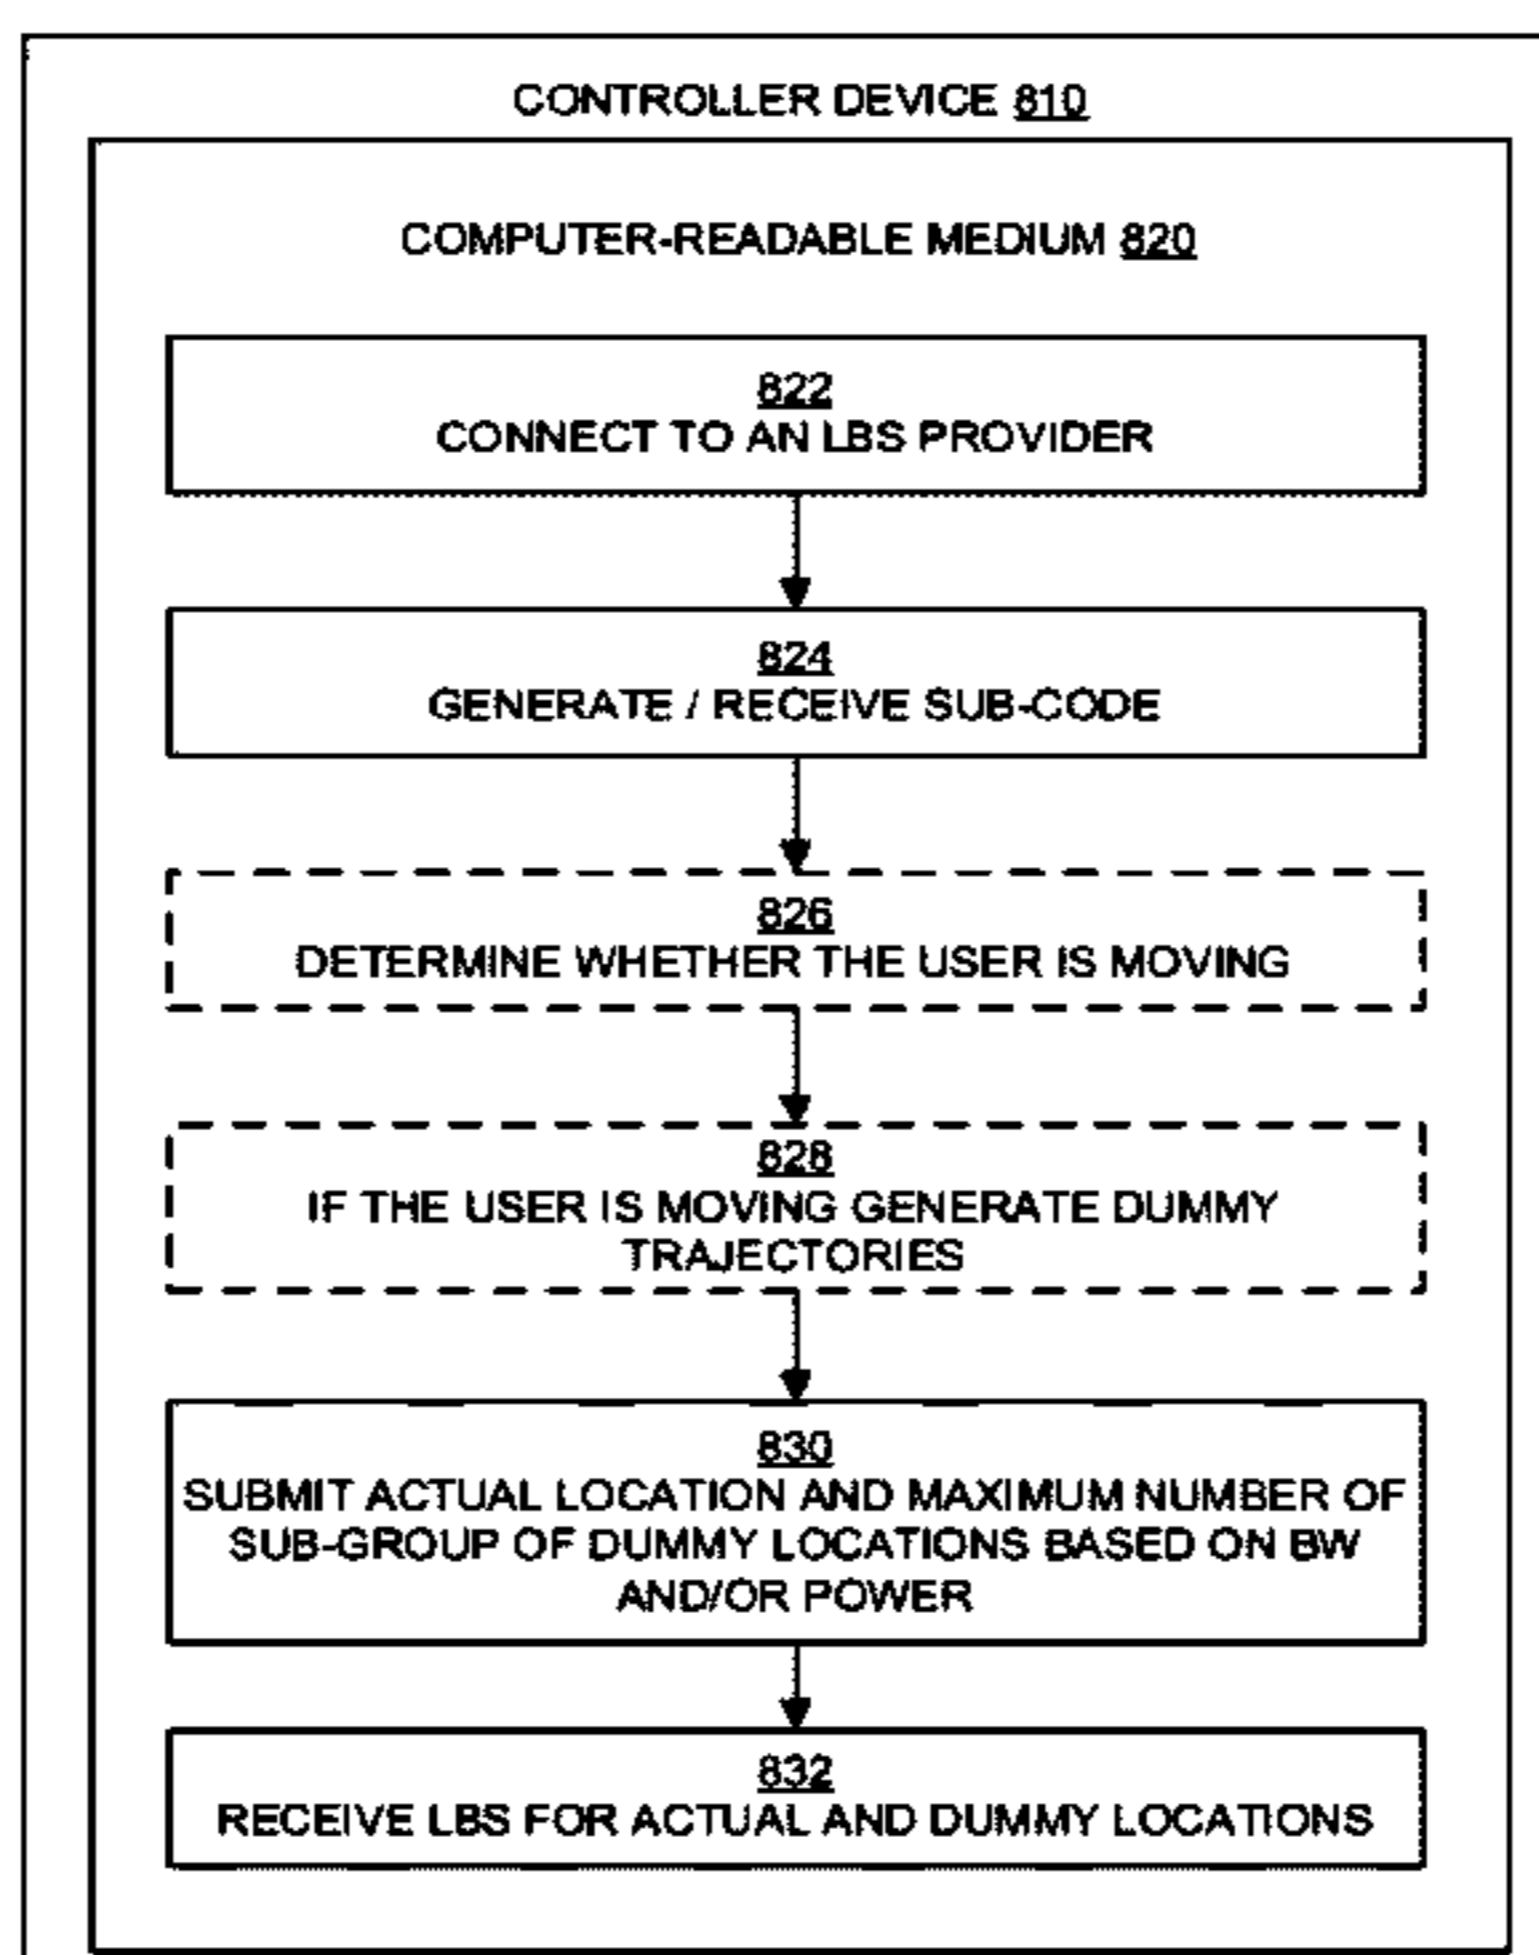 CONTROLLER DEVICE 810
COMPUTER-READABLE MEDIUM 820
822
CONNECT TO AN LBS PROVIDER
824
GENERATE / RECEIVE SUB-CODE
826
DETERMINE WHETHER THE USER IS MOVING
828
IF THE USER IS MOVING GENERATE DUMMY
TRAJECTORIES
830
SUBMIT ACTUAL LOCATION AND MAXIMUM NUMBER OF
SUB-GROUP OF DUMMY LOCATIONS BASED ON BW
AND/OR POWER
832
RECEIVE LBS FOR ACTUAL AND DUMMY LOCATIONS